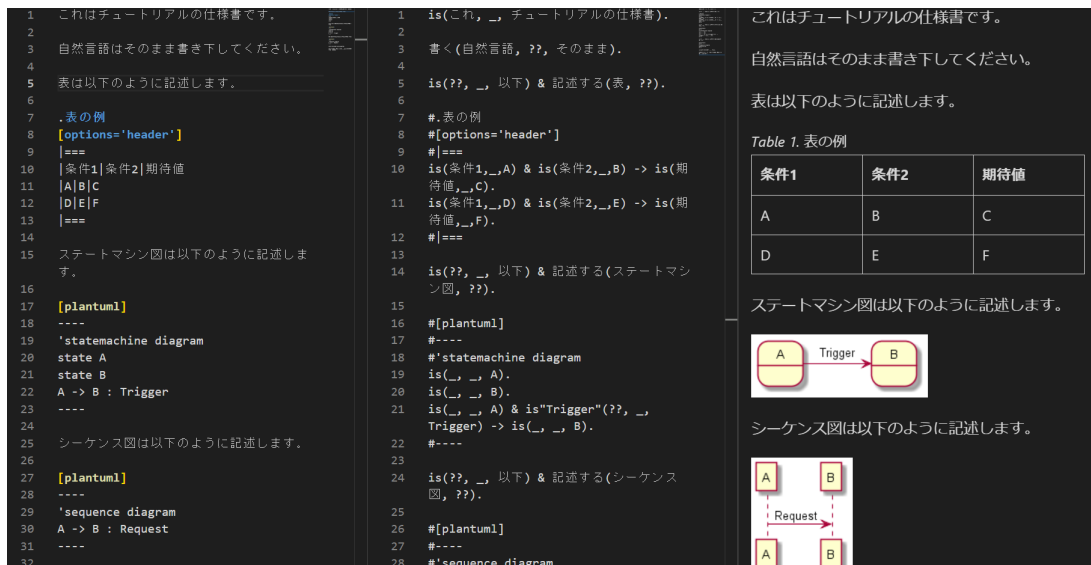 1 これはチュートリアルの仕様書です。
2
3 自然言語はそのまま書き下してください。
4
5 表は以下のように記述します。
6
7 .表の例
8 [options='header']
9 |===
10 |条件1|条件2|期待値
11 |A|B|C
12 |D|E|F
13 |===
14
15 ステートマシン図は以下のように記述しま
す。
16
17 [plantuml]
18 ----
19 'statemachine diagram
20 state A
21 state B
22 A -> B : Trigger
23 ----
24
25 シーケンス図は以下のように記述します。
26
27 [plantuml]
28 ----
29 'sequence diagram
30 A -> B : Request
31 ----
32
1 is(これ, _, チュートリアルの仕様書).
2
3 書く(自然言語, ??, そのまま).
4
5 is(??, _, 以下) & 記述する(表, ??).
6
7 #.表の例
8 #[options='header']
9 #|===
10 is(条件1,_,A) & is(条件2,_,B) -> is(期
待値,_,C).
11 is(条件1,_,D) & is(条件2,_,E) -> is(期
待値,_,F).
12 #|===
13
14 is(??, _, 以下) & 記述する(ステートマシ
ン図, ??).
15
16 #[plantuml]
17 #----
18 #'statemachine diagram
19 is(_, _, A).
20 is(_, _, B).
21 is(_, _, A) & is"Trigger"(??, _,
Trigger) -> is(_, _, B).
22 #----
23
24 is(??, _, 以下) & 記述する(シーケンス
図, ??).
25
26 #[plantuml]
27 #----
28 #'sequence diagram
これはチュートリアルの仕様書です。
自然言語はそのまま書き下してください。
表は以下のように記述します。
Table 1. 表の例
条件1 条件2 期待値
A B C
D E F
ステートマシン図は以下のように記述します。
A Trigger B
シーケンス図は以下のように記述します。
A B
Request
A B